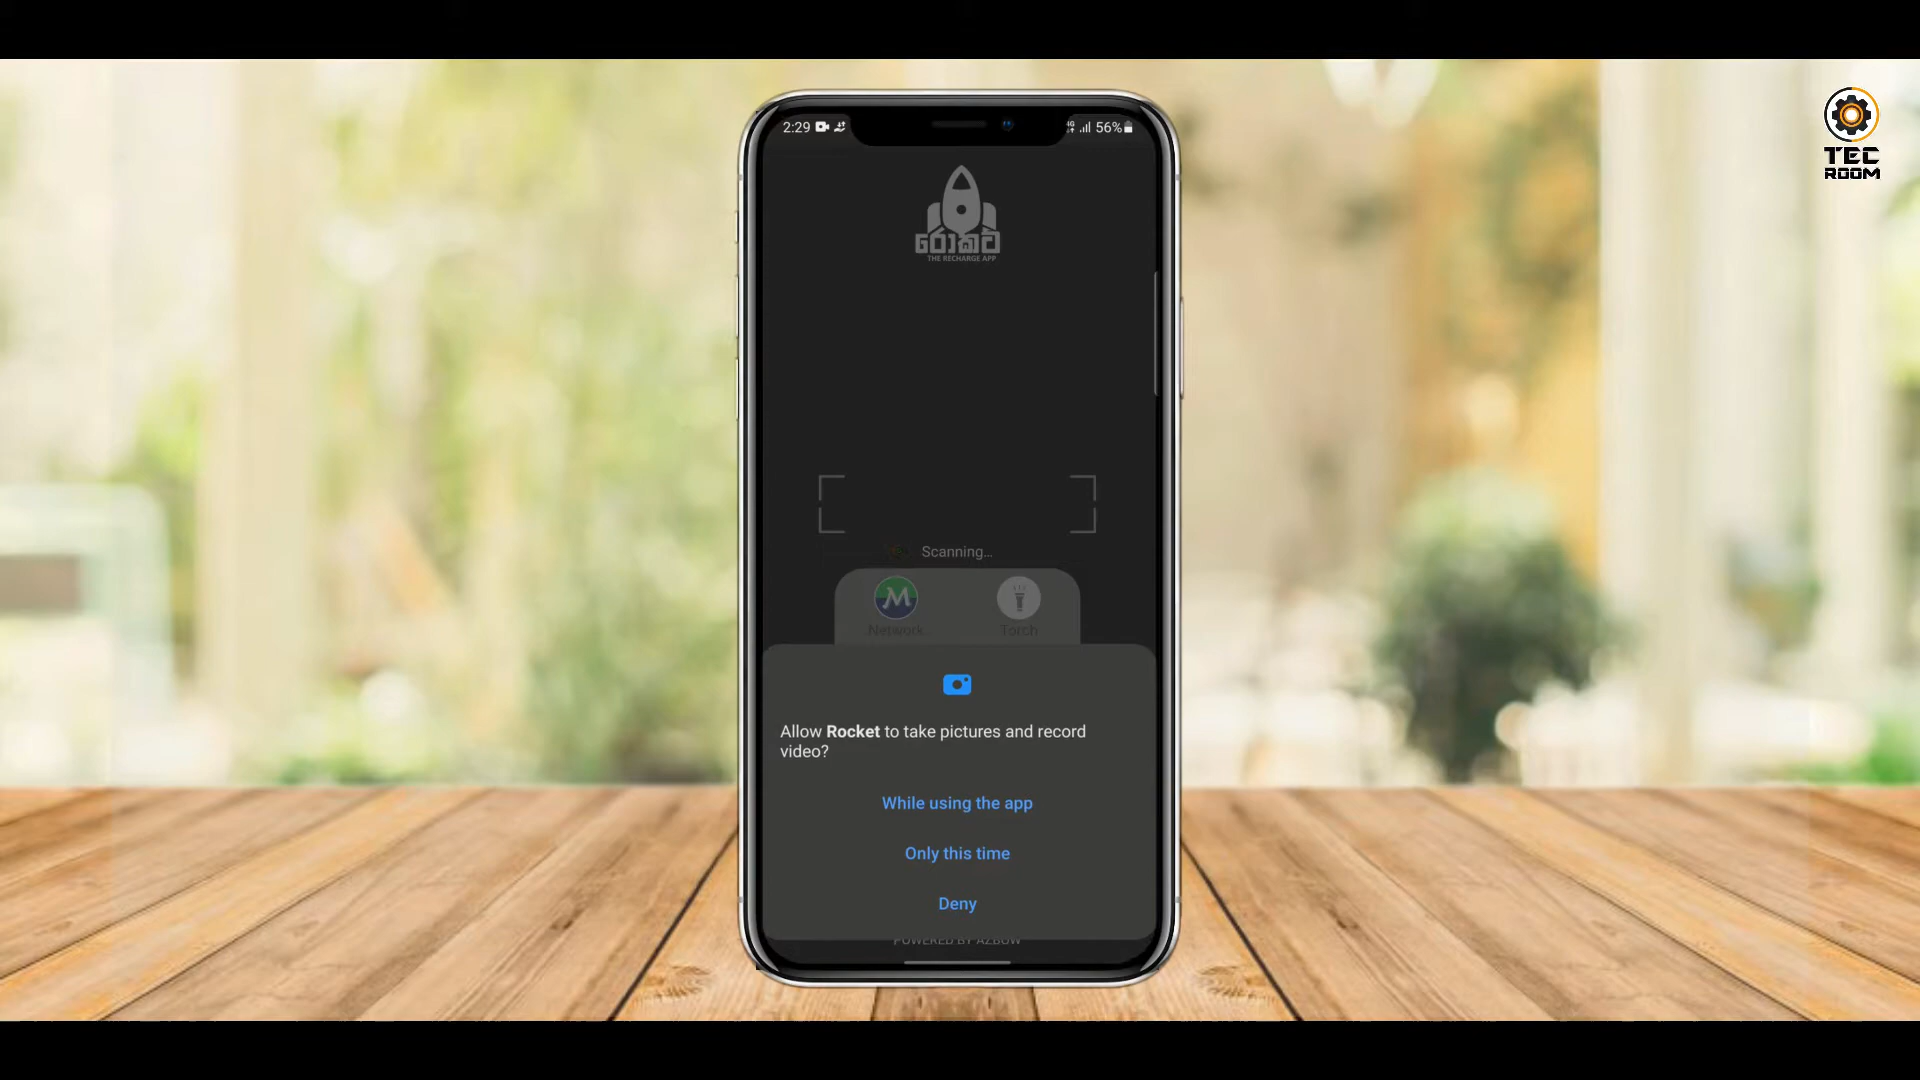 TEC
ROOM
2:29
56%
රොකට්
THE RECHARGE APP
Scanning...
Network
Torch
Allow Rocket to take pictures and record
video?
While using the app
Only this time
Deny
POWERED BY AZBOW